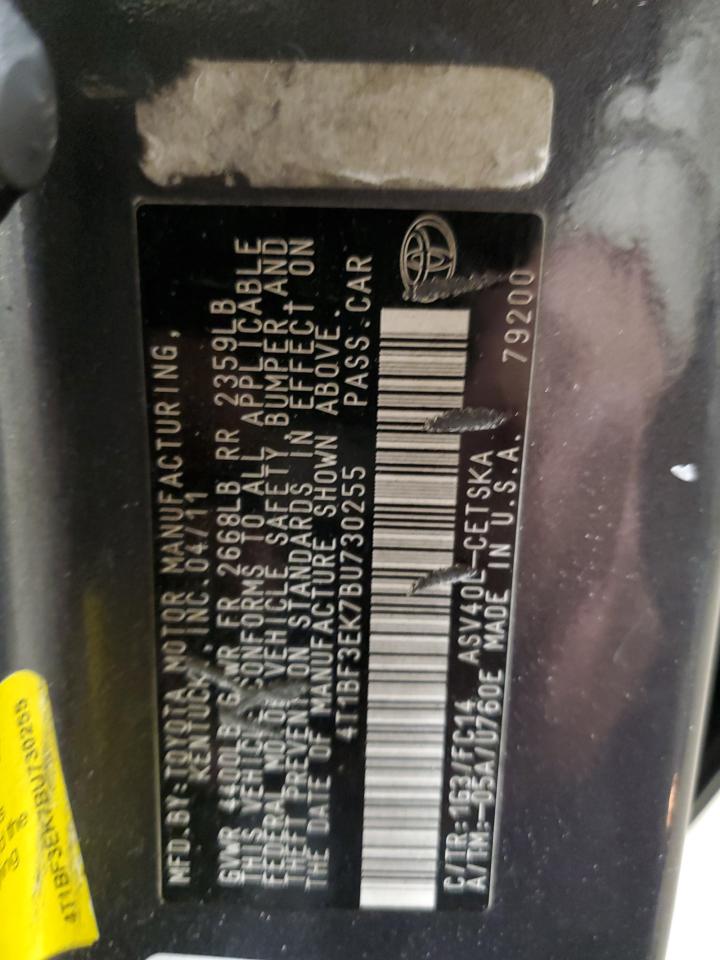 MFD.BY:TOYOTA MOTOR MANUFACTURING,
KENTUCKY, INC. 04/11
GVWR 4400LB GAWR FR 2668LB RR 2359LB
THIS VEHICLE CONFORMS TO ALL APPLICABLE
FEDERAL MOTOR VEHICLE SAFETY, BUMPER, AND
THEFT PREVENTION STANDARDS IN EFFECT ON
THE DATE OF MANUFACTURE SHOWN ABOVE.
4T1BF3EK7BU730255 PASS.CAR
C/TR:1G3/FC14 ASV40L-CETSKA
A/TM:-05A/U760E MADE IN U.S.A. 79200
4T1BF3EK7BU730255